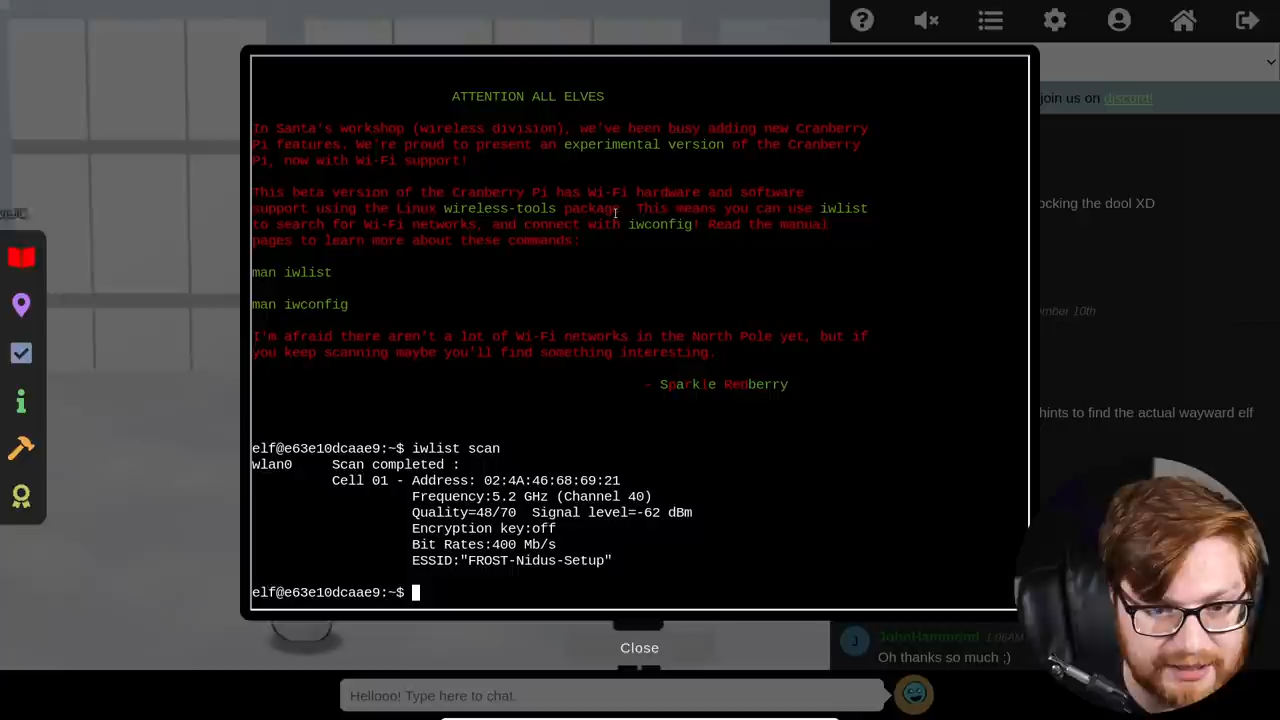 ATTENTION ALL ELVES
In Santa's workshop (wireless division), we've been busy adding new Cranberry
Pi features. We're proud to present an experimental version of the Cranberry
Pi, now with Wi-Fi support!
This beta version of the Cranberry Pi has Wi-Fi hardware and software
support using the Linux wireless-tools package. This means you can use iwlist
to search for Wi-Fi networks, and connect with iwconfig! Read the manual
pages to learn more about these commands:
man iwlist
man iwconfig
I'm afraid there aren't a lot of Wi-Fi networks in the North Pole yet, but if
you keep scanning maybe you'll find something interesting.
- Sparkle Redberry
elf@e63e10dcaae9:~$ iwlist scan
wlan0 Scan completed :
Cell 01 - Address: 02:4A:46:68:69:21
Frequency:5.2 GHz (Channel 40)
Quality=48/70 Signal level=-62 dBm
Encryption key:off
Bit Rates:400 Mb/s
ESSID:"FROST-Nidus-Setup"
elf@e63e10dcaae9:~$
Close
join us on discord!
ocking the dool XD
mber 10th
hints to find the actual wayward elf
J JohnHammond 1:06AM
Oh thanks so much ;)
Hellooo! Type here to chat.